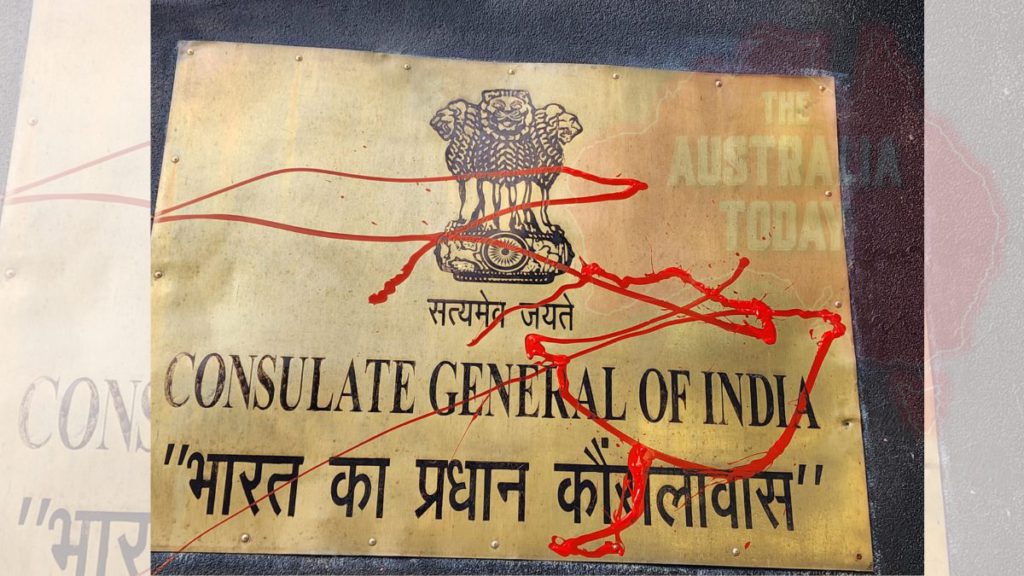 THE
AUSTRALIA
TODAY
सत्यमेव जयते
CONSULATE GENERAL OF INDIA
"भारत का प्रधान कौंसलावास"